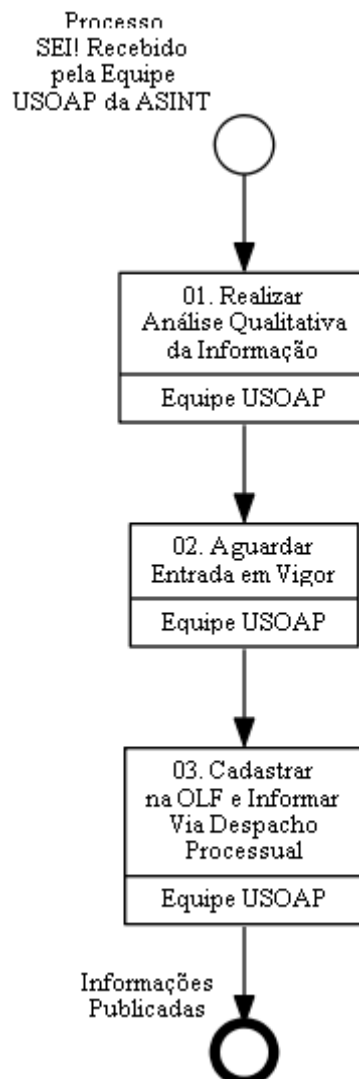 Processo
SEI! Recebido
pela Equipe
USOAP da ASINT
01. Realizar
Análise Qualitativa
da Informação
Equipe USOAP
02. Aguardar
Entrada em Vigor
Equipe USOAP
03. Cadastrar
na OLF e Informar
Via Despacho
Processual
Equipe USOAP
Informações
Publicadas